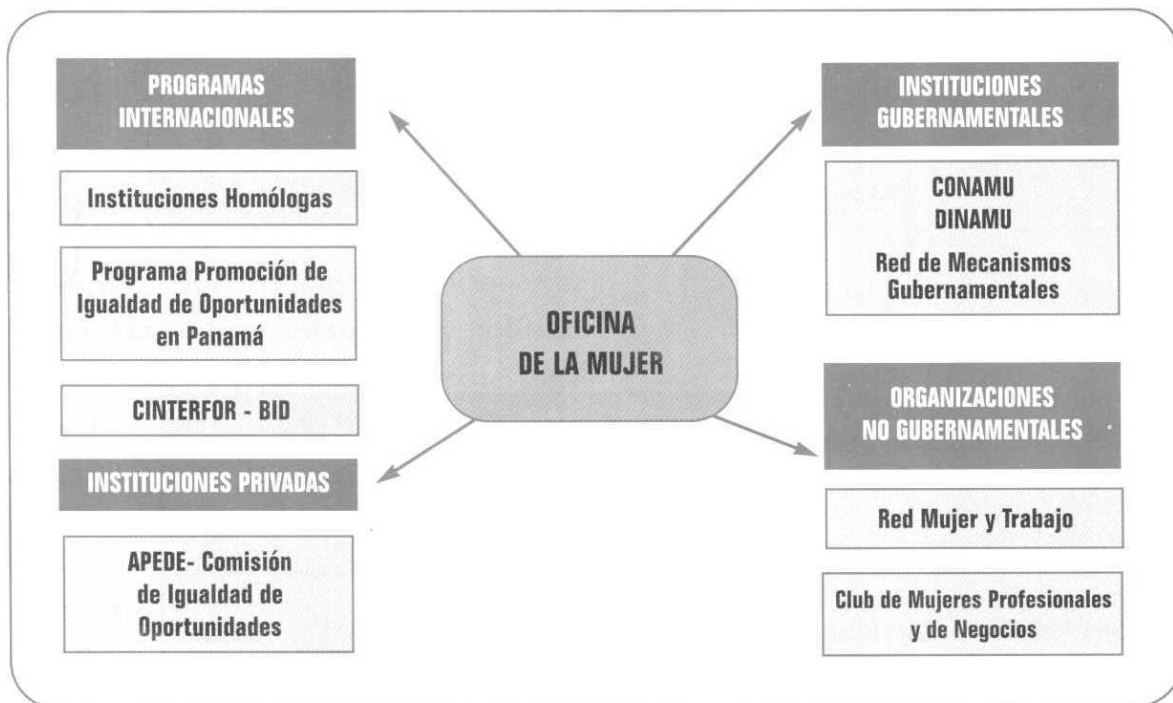 PROGRAMAS
INTERNACIONALES
Instituciones Homólogas
Programa Promoción de
Igualdad de Oportunidades
en Panamá
CINTERFOR - BID
INSTITUCIONES PRIVADAS
APEDE- Comisión
de Igualdad de
Oportunidades
OFICINA
DE LA MUJER
INSTITUCIONES
GUBERNAMENTALES
CONAMU
DINAMU
Red de Mecanismos
Gubernamentales
ORGANIZACIONES
NO GUBERNAMENTALES
Red Mujer y Trabajo
Club de Mujeres Profesionales
y de Negocios